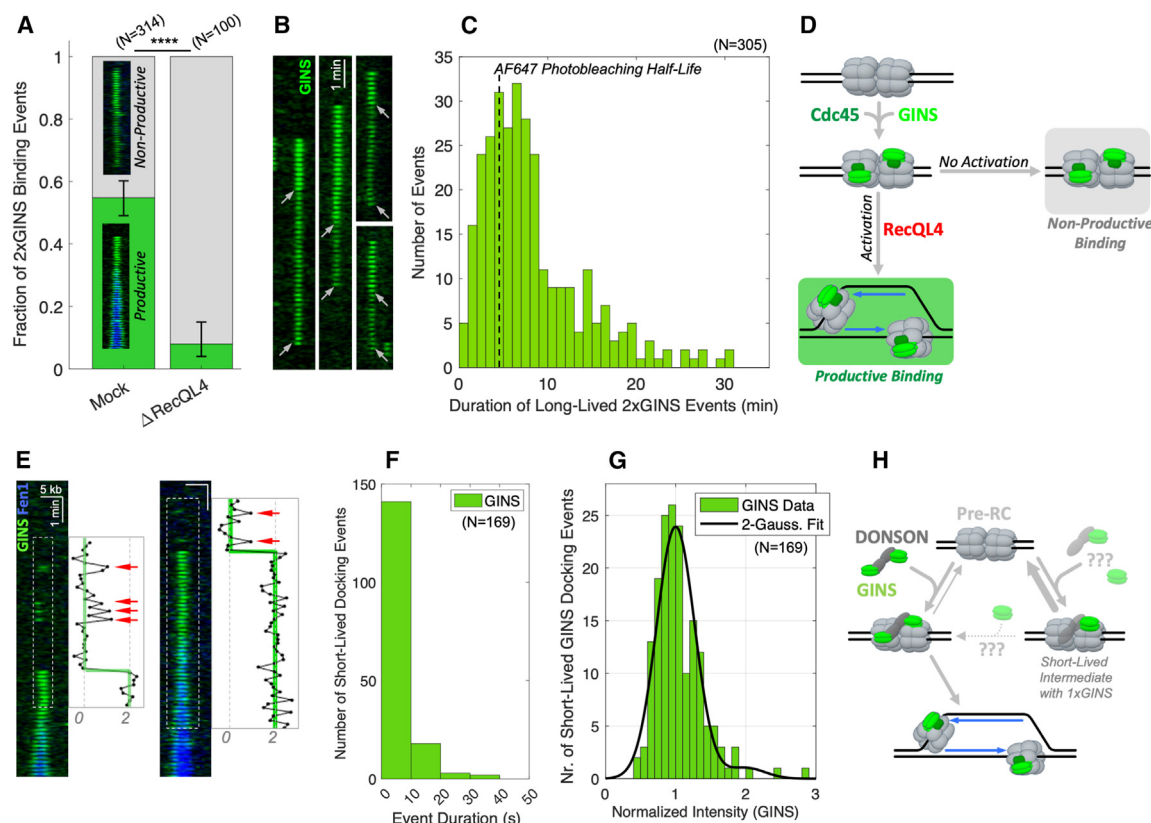 A
(N=314)
(N=100)
****
Fraction of 2xGINS Binding Events
1
0.8
0.6
0.4
0.2
0
Non-Productive
Productive
Mock
ΔRecQL4
B
GINS
1 min
C
(N=305)
AF647 Photobleaching Half-Life
Number of Events
35
30
25
20
15
10
5
0
0
10
20
30
Duration of Long-Lived 2xGINS Events (min)
D
Cdc45
GINS
No Activation
Activation
RecQL4
Non-Productive
Binding
Productive Binding
E
GINS Fen1
5 kb
1 min
0
2
0
2
F
Number of Short-Lived Docking Events
150
100
50
0
GINS
(N=169)
0
10
20
30
40
50
Event Duration (s)
G
Nr. of Short-Lived GINS Docking Events
25
20
15
10
5
0
GINS Data
2-Gauss. Fit
(N=169)
0
1
2
3
Normalized Intensity (GINS)
H
Pre-RC
DONSON
GINS
???
???
Short-Lived
Intermediate
with 1xGINS